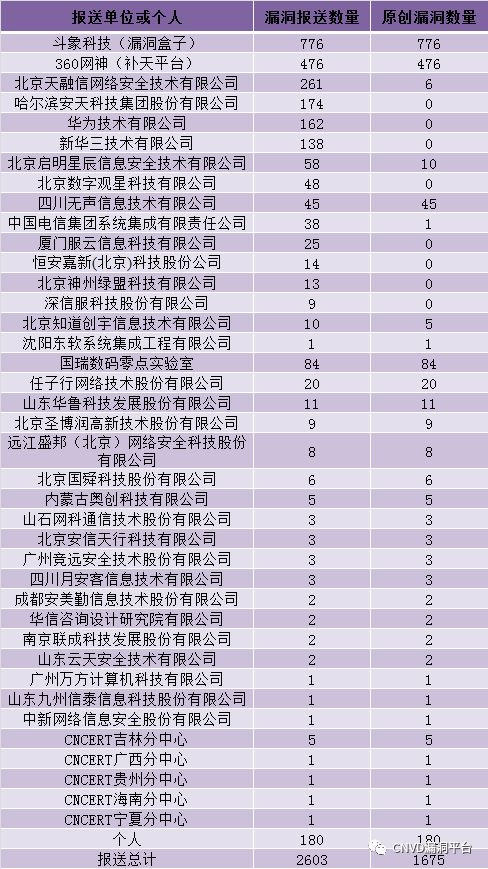 报送单位或个人 漏洞报送数量 原创漏洞数量
斗象科技（漏洞盒子） 776 776
360网神（补天平台） 476 476
北京天融信网络安全技术有限公司 261 6
哈尔滨安天科技集团股份有限公司 174 0
华为技术有限公司 162 0
新华三技术有限公司 138 0
北京启明星辰信息安全技术有限公司 58 10
北京数字观星科技有限公司 48 0
四川无声信息技术有限公司 45 45
中国电信集团系统集成有限责任公司 38 1
厦门服云信息科技有限公司 25 0
恒安嘉新(北京)科技股份公司 14 0
北京神州绿盟科技有限公司 13 0
深信服科技股份有限公司 9 0
北京知道创宇信息技术有限公司 10 5
沈阳东软系统集成工程有限公司 1 1
国瑞数码零点实验室 84 84
任子行网络技术股份有限公司 20 20
山东华鲁科技发展股份有限公司 11 11
北京圣博润高新技术股份有限公司 9 9
远江盛邦（北京）网络安全科技股份
有限公司 8 8
北京国舜科技股份有限公司 6 6
内蒙古奥创科技有限公司 5 5
山石网科通信技术股份有限公司 3 3
北京安信天行科技有限公司 3 3
广州竞远安全技术股份有限公司 3 3
四川月安客信息技术有限公司 3 3
成都安美勤信息技术股份有限公司 2 2
华信咨询设计研究院有限公司 2 2
南京联成科技发展股份有限公司 2 2
山东云天安全技术有限公司 2 2
广州万方计算机科技有限公司 1 1
山东九州信泰信息科技股份有限公司 1 1
中新网络信息安全股份有限公司 1 1
CNCERT吉林分中心 5 5
CNCERT广西分中心 1 1
CNCERT贵州分中心 1 1
CNCERT海南分中心 1 1
CNCERT宁夏分中心 1 1
个人 180 180
报送总计 2603 1675
CNVD漏洞平台